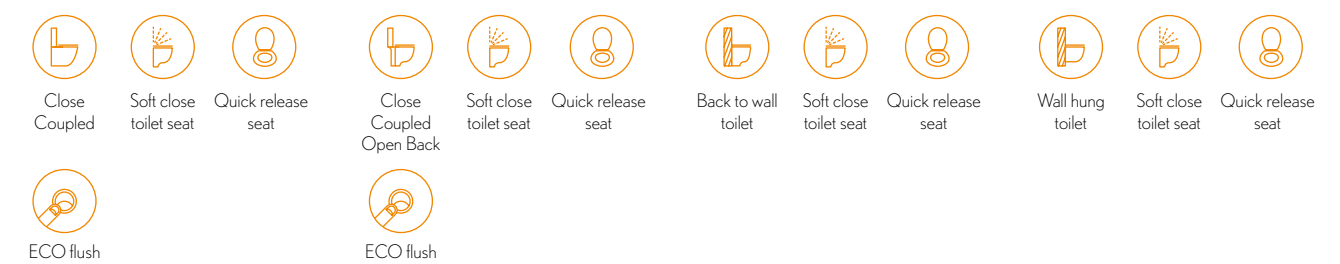 Close
Coupled
Soft close
toilet seat
Quick release
seat
ECO flush
Close
Coupled
Open Back
Soft close
toilet seat
Quick release
seat
ECO flush
Back to wall
toilet
Soft close
toilet seat
Quick release
seat
Wall hung
toilet
Soft close
toilet seat
Quick release
seat